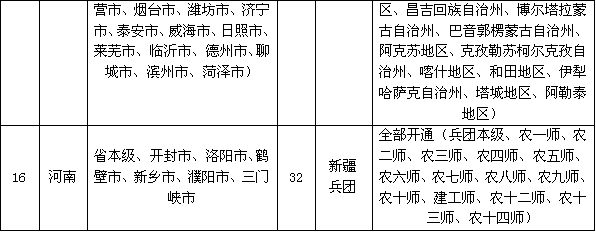 营市、烟台市、潍坊市、济宁
市、泰安市、威海市、日照市、
莱芜市、临沂市、德州市、聊
城市、滨州市、菏泽市）
区、昌吉回族自治州、博尔塔拉蒙
古自治州、巴音郭楞蒙古自治州、
阿克苏地区、克孜勒苏柯尔克孜自
治州、喀什地区、和田地区、伊犁
哈萨克自治州、塔城地区、阿勒泰
地区）
16
河南
省本级、开封市、洛阳市、鹤
壁市、新乡市、濮阳市、三门
峡市
32
新疆
兵团
全部开通（兵团本级、农一师、农
二师、农三师、农四师、农五师、
农六师、农七师、农八师、农九师、
农十师、建工师、农十二师、农十
三师、农十四师）